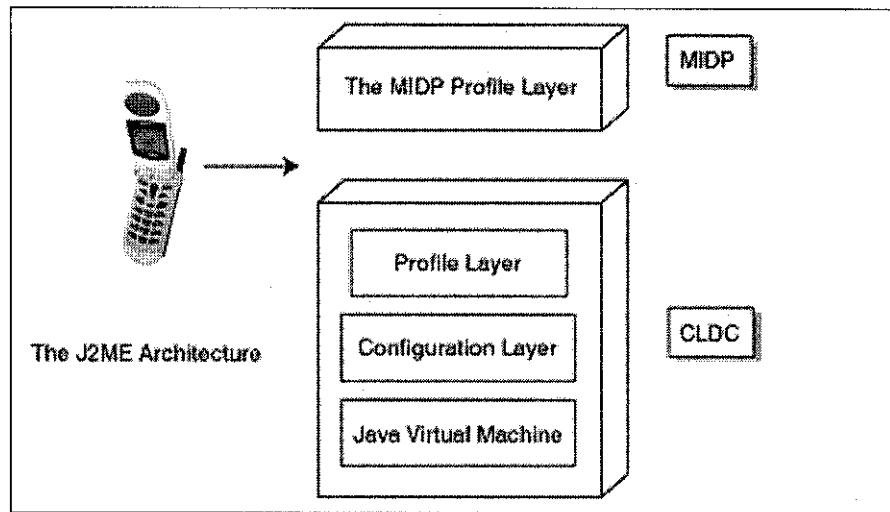 The MIDP Profile Layer
MIDP
Profile Layer
The J2ME Architecture
Configuration Layer
CLDC
Java Virtual Machine